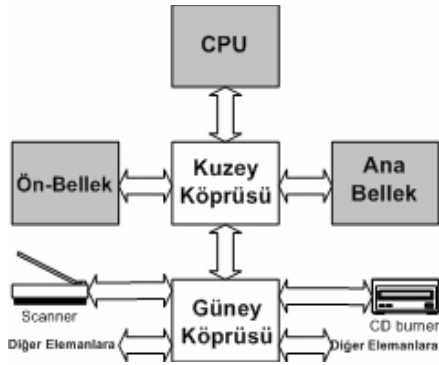 CPU
Ön-Bellek
Kuzey
Köprüsü
Ana
Bellek
Scanner
Güney
Köprüsü
CD burner
Diğer Elemanlara
Diğer Elemanlara